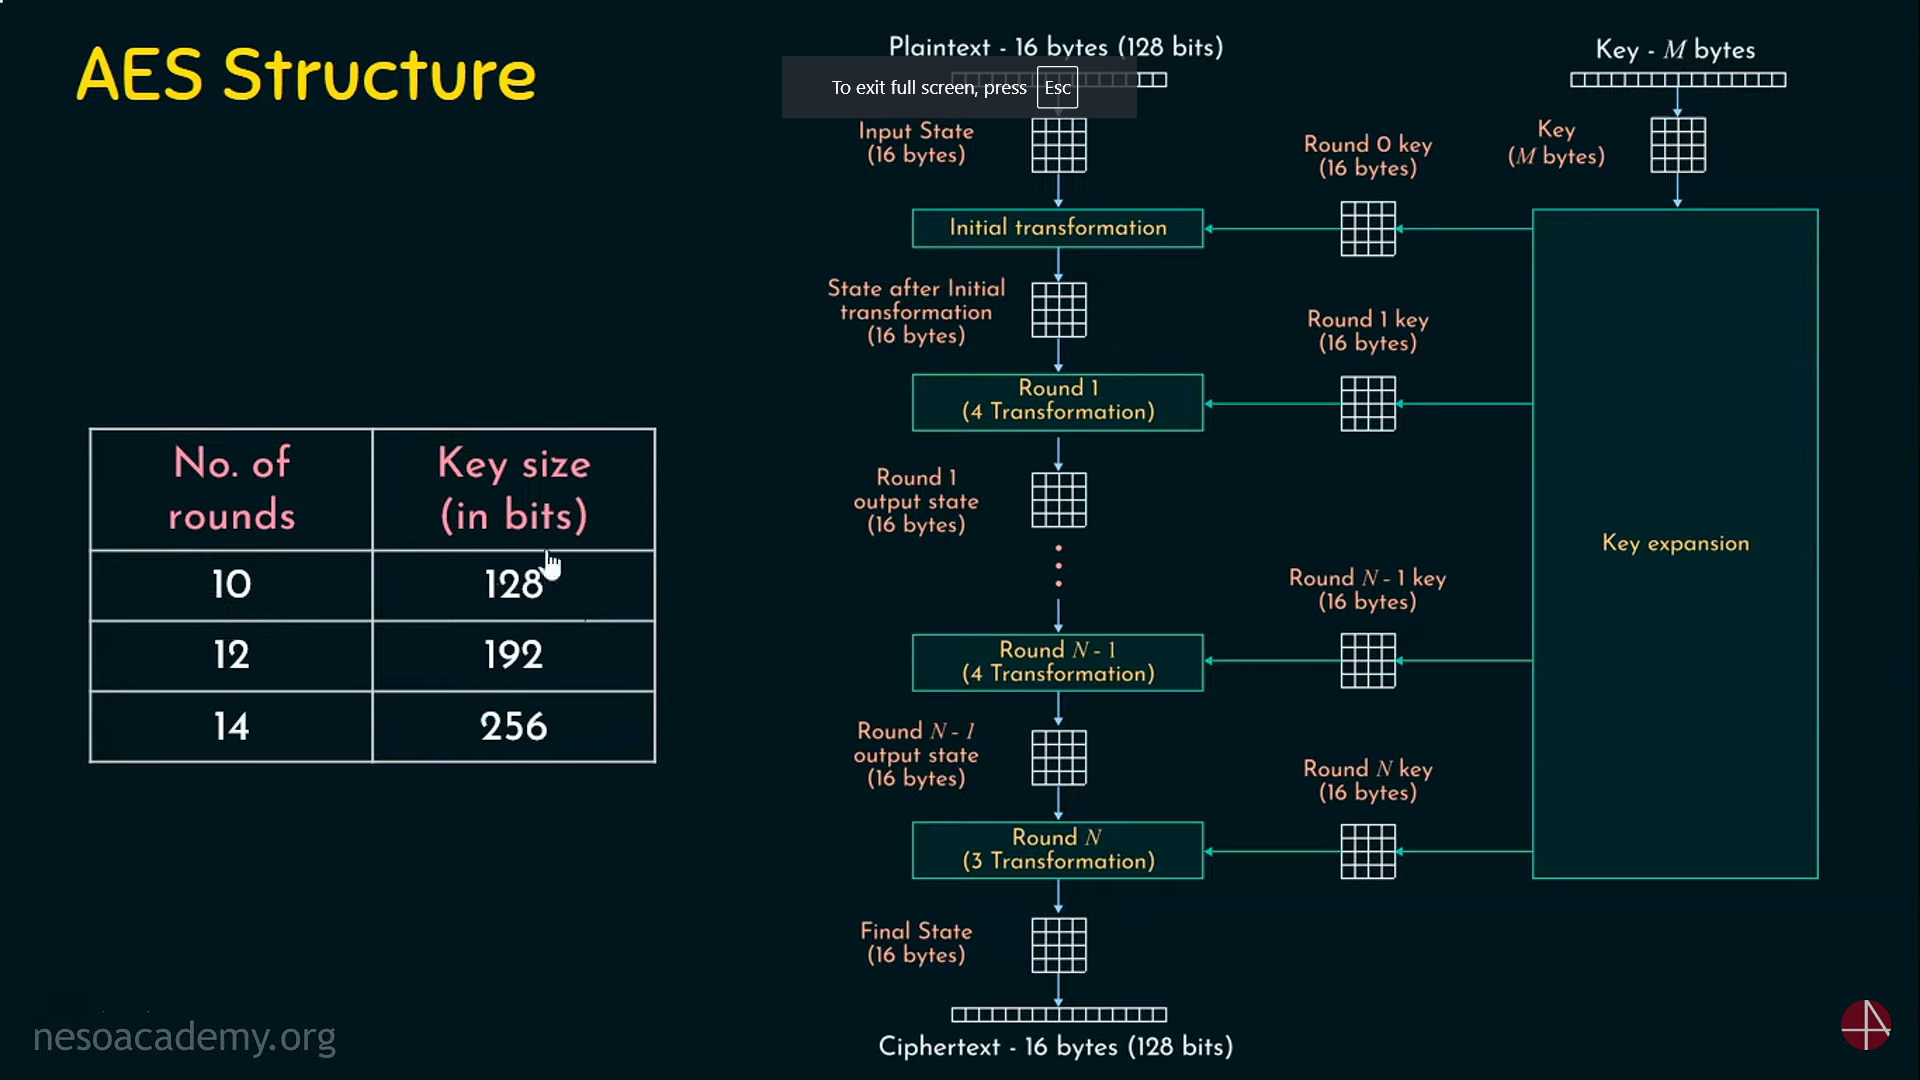 AES Structure
Plaintext - 16 bytes (128 bits)
Key - M bytes
To exit full screen, press Esc
Input State
(16 bytes)
Round 0 key
(16 bytes)
Key
(M bytes)
Initial transformation
State after Initial
transformation
(16 bytes)
Round 1 key
(16 bytes)
Round 1
(4 Transformation)
Round 1
output state
(16 bytes)
Key expansion
Round N - 1 key
(16 bytes)
Round N - 1
(4 Transformation)
Round N - 1
output state
(16 bytes)
Round N key
(16 bytes)
Round N
(3 Transformation)
Final State
(16 bytes)
Ciphertext - 16 bytes (128 bits)
No. of
rounds
Key size
(in bits)
10 128
12 192
14 256
nesoacademy.org